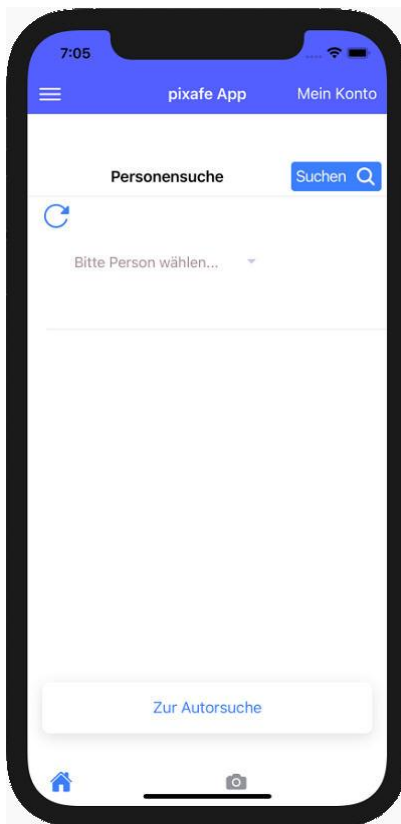 7:05
pixafe App Mein Konto
Personensuche Suchen
Bitte Person wählen...
Zur Autorsuche